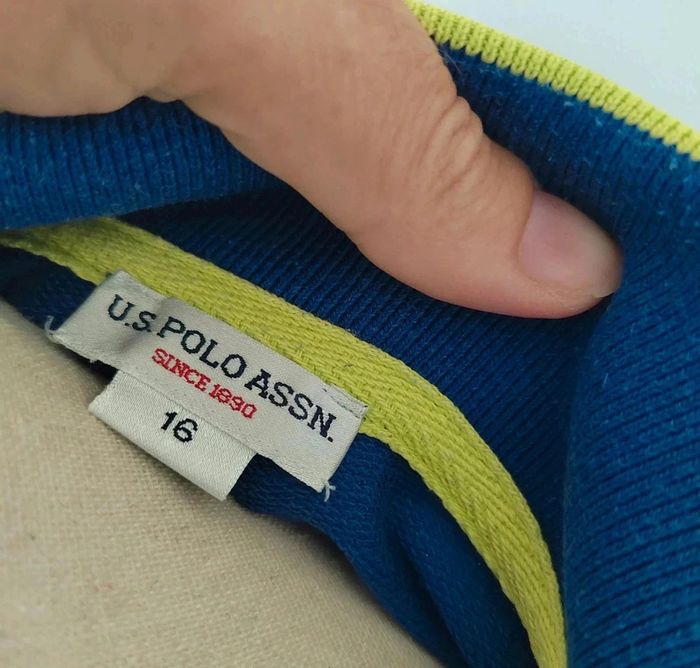 U.S. POLO ASSN.
SINCE 1890
16